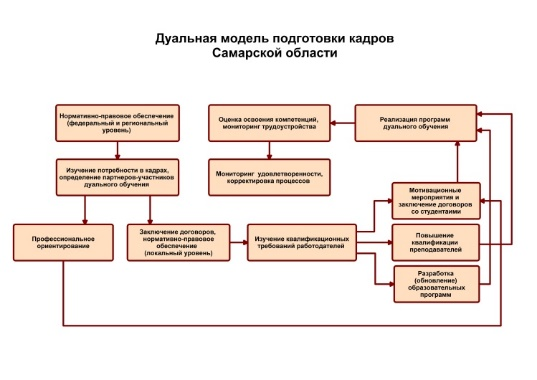 Дуальная модель подготовки кадров
Самарской области
Нормативно-правовое обеспечение
(федеральный и региональный
уровень)
Оценка освоения компетенций,
мониторинг трудоустройства
Реализация программ
дуального обучения
Изучение потребности в кадрах,
определение партнеров-участников
дуального обучения
Мониторинг удовлетворенности,
корректировка процессов
Мотивационные
мероприятия и
заключение договоров
со студентами
Профессиональное
ориентирование
Заключение договоров,
нормативно-правовое
обеспечение
(локальный уровень)
Изучение квалификационных
требований работодателей
Повышение
квалификации
преподавателей
Разработка
(обновление)
образовательных
программ